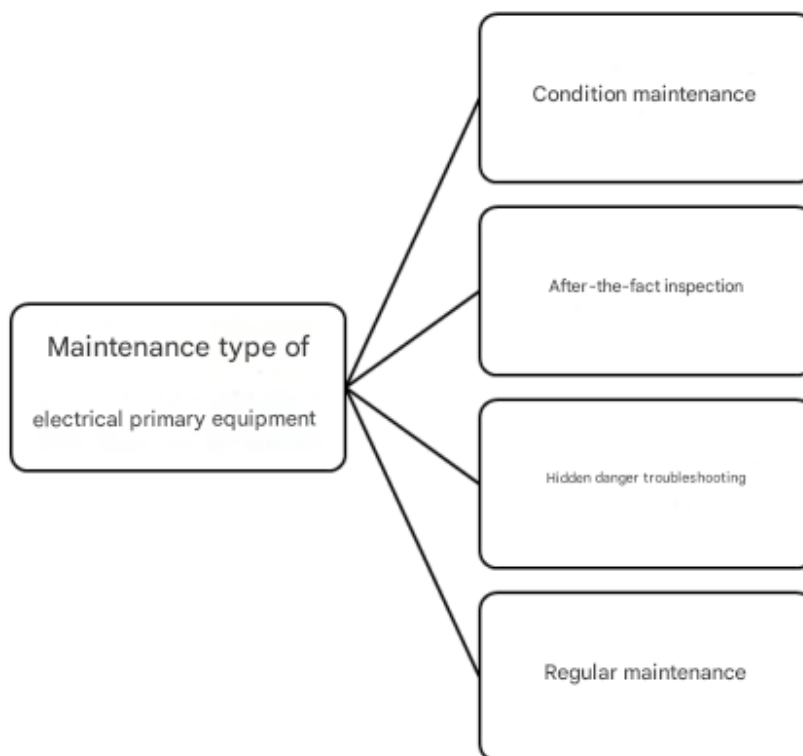 Condition maintenance
After-the-fact inspection
Maintenance type of
electrical primary equipment
Hidden danger troubleshooting
Regular maintenance